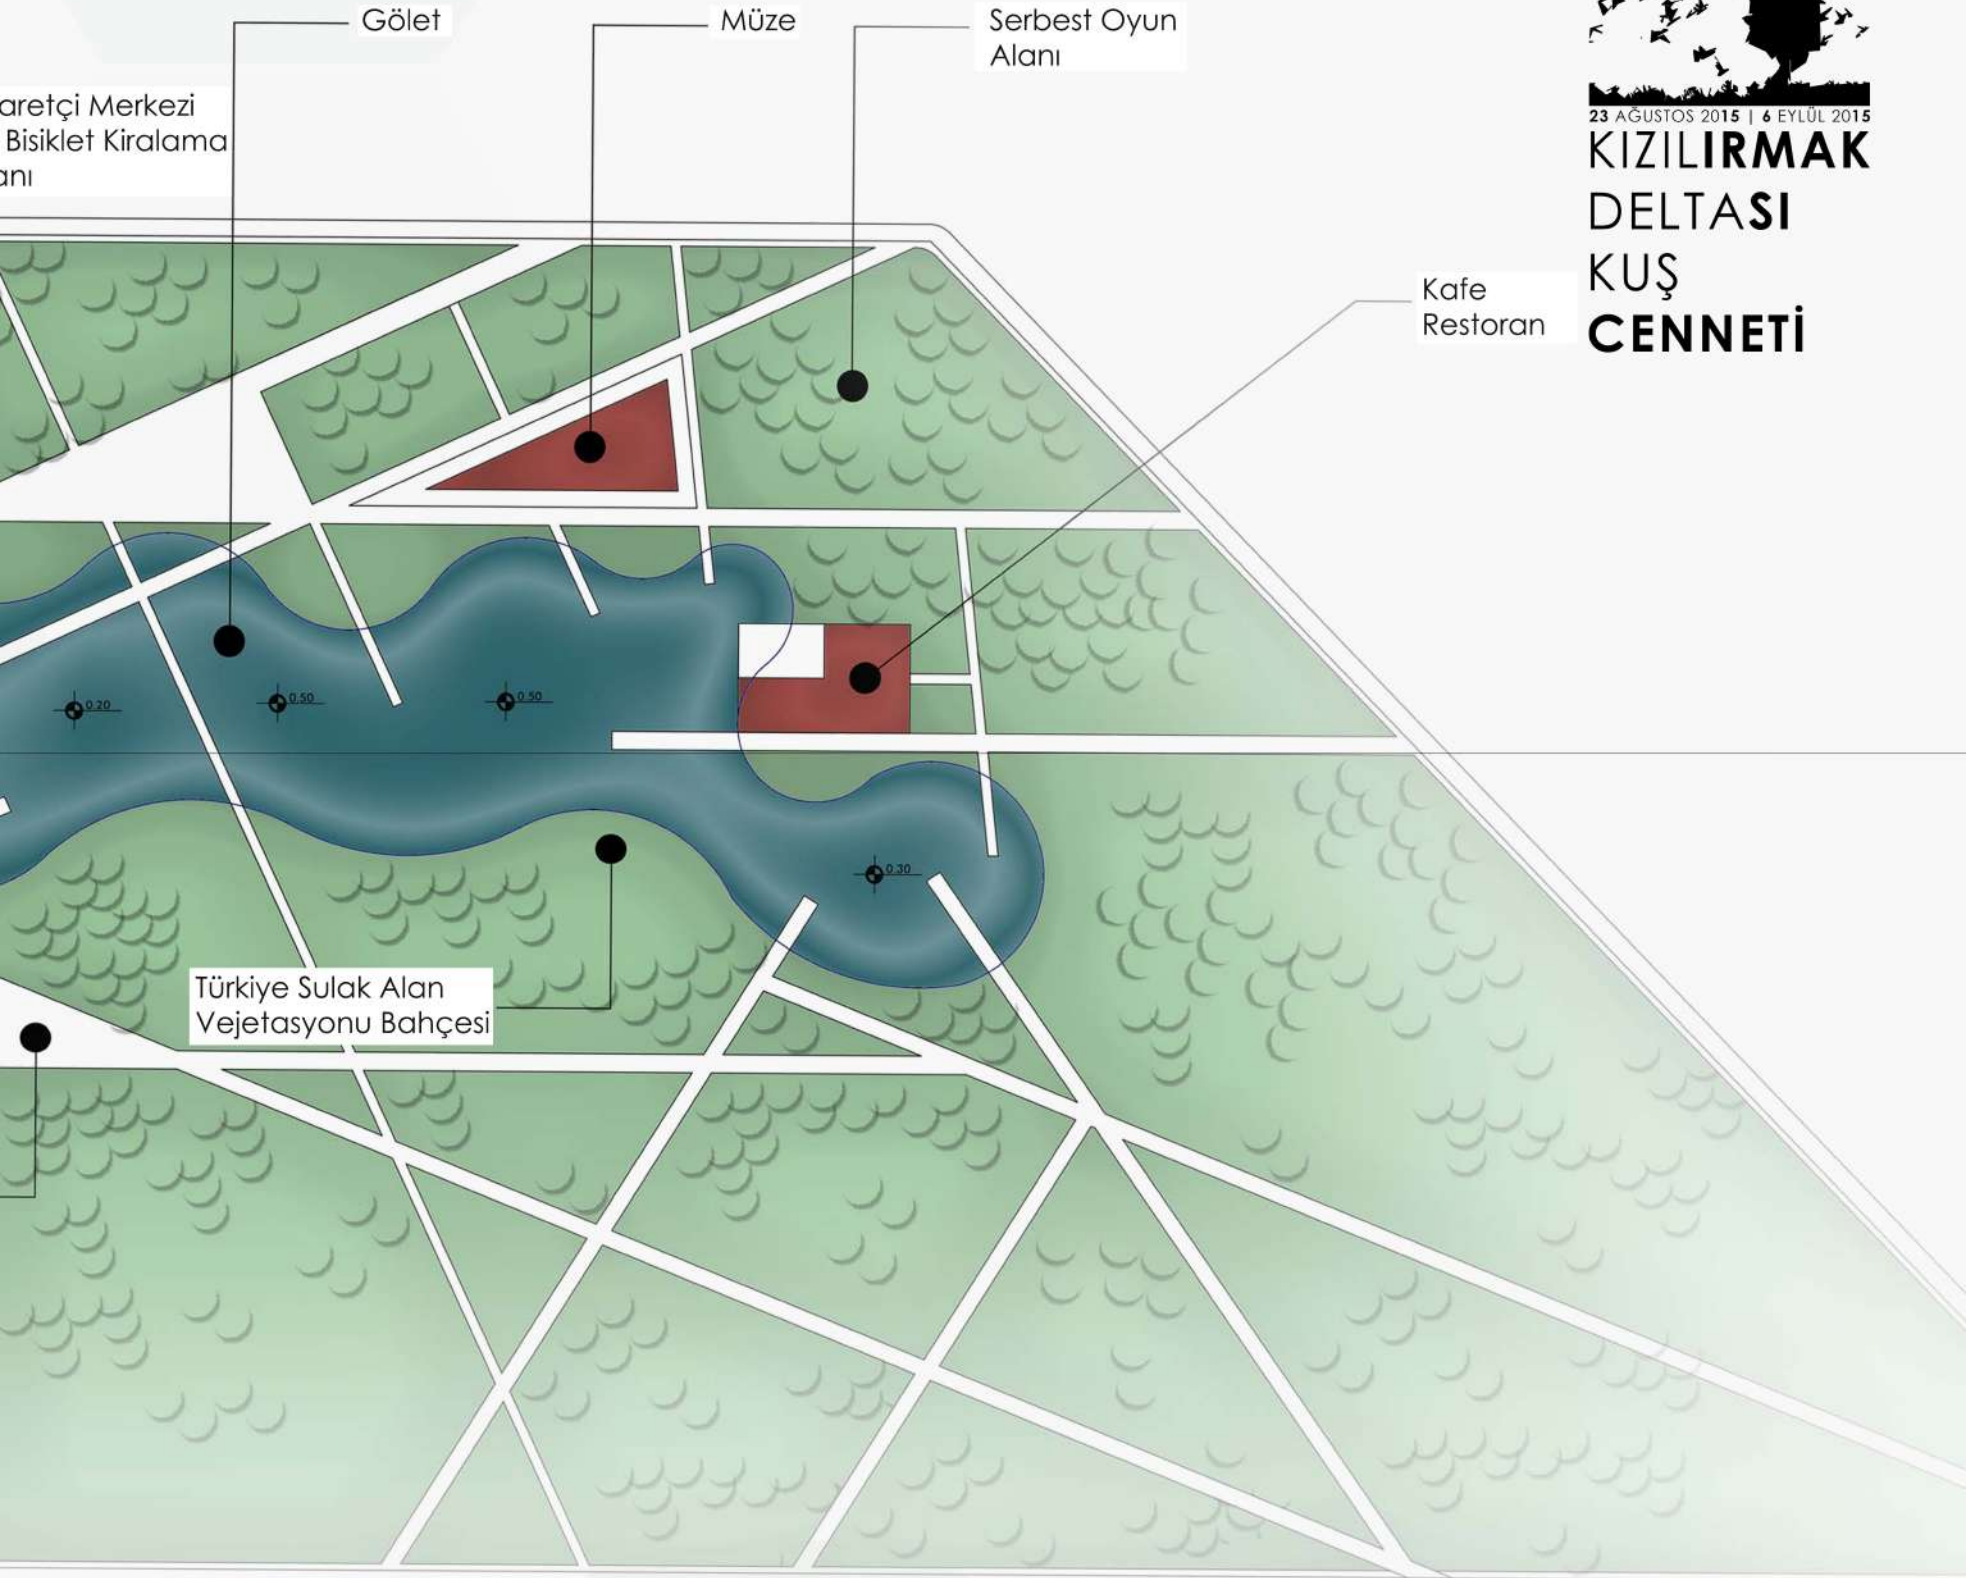 Gölet
Müze
Serbest Oyun
Alanı
23 AĞUSTOS 2015 | 6 EYLÜL 2015
KIZILIRMAK
DELTASI
KUŞ
CENNETİ
aretçi Merkezi
Bisiklet Kiralama
anı
Kafe
Restoran
0.20
0.50
0.50
0.30
Türkiye Sulak Alan
Vejetasyonu Bahçesi